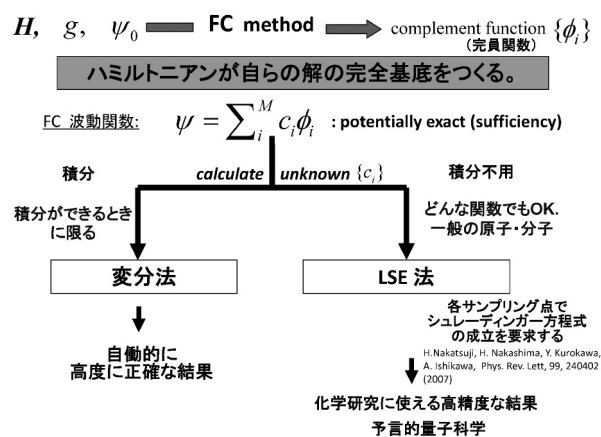 H, g, ψ₀ FC method complement function {ϕᵢ}
(完員関数)
ハミルトニアンが自らの解の完全基底をつくる。
FC 波動関数: ψ = ∑ᵢᴹ cᵢϕᵢ : potentially exact (sufficiency)
積分 calculate unknown {cᵢ} 積分不用
積分ができるとき
に限る
どんな関数でもOK.
一般の原子・分子
変分法
LSE 法
自働的に
高度に正確な結果
各サンプリング点で
シュレーディンガー方程式
の成立を要求する
H.Nakatsuji, H. Nakashima, Y. Kurokawa,
A. Ishikawa, Phys. Rev. Lett, 99, 240402
(2007)
化学研究に使える高精度な結果
予言的量子科学